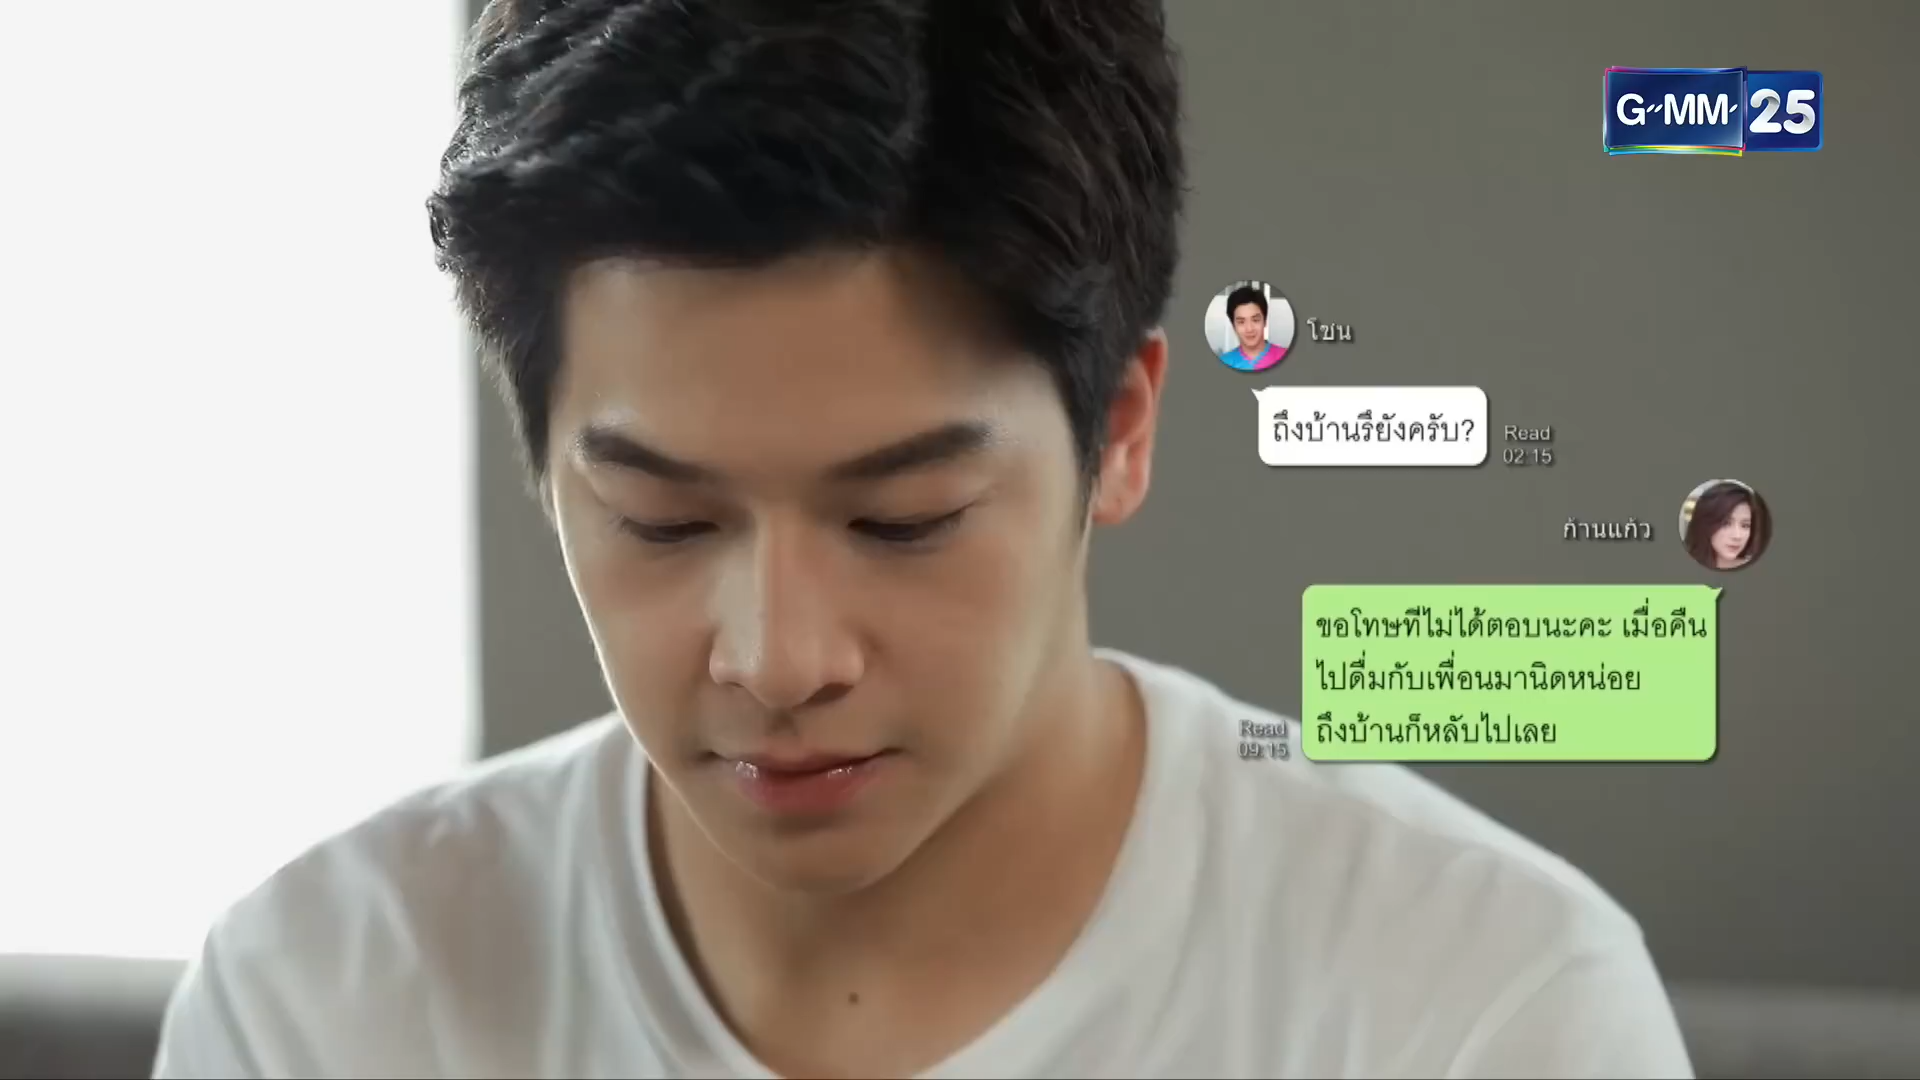 GMM 25
โชน
ถึงบ้านรึยังครับ?
Read
02:15
ก้านแก้ว
ขอโทษทีไม่ได้ตอบนะคะ เมื่อคืน
ไปดื่มกับเพื่อนมานิดหน่อย
ถึงบ้านก็หลับไปเลย
Read
09:15